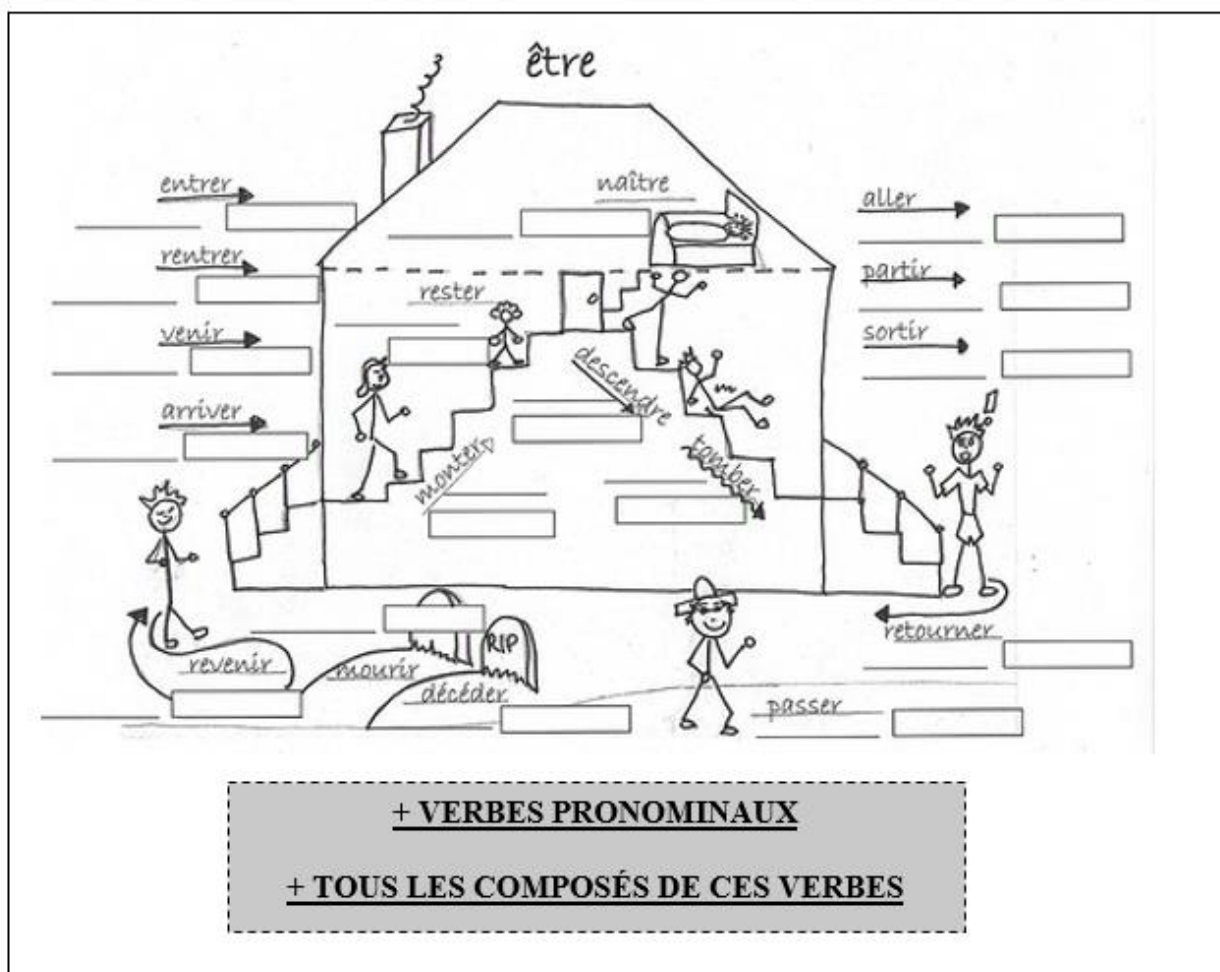 être
entrer
naître
aller
rentrer
partir
rester
venir
sortir
descendre
arriver
monter
tomber
RIP
retourner
revenir
mourir
décéder
passer
+ VERBES PRONOMINAUX
+ TOUS LES COMPOSÉS DE CES VERBES